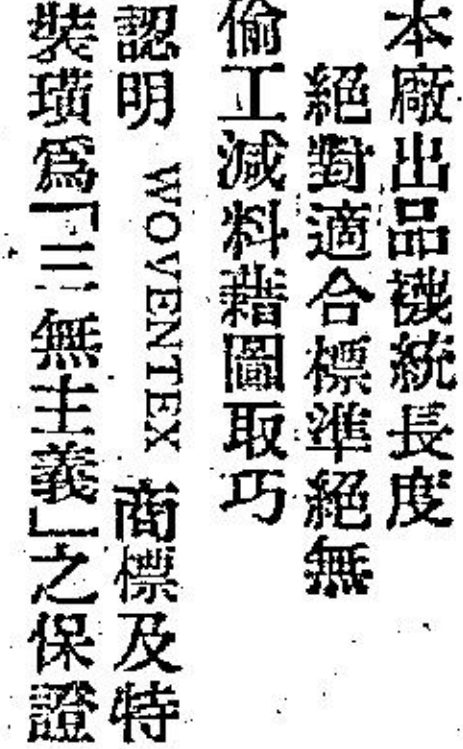 本廠出品襪統長度
絕對適合標準絕無
偷工減料藉圖取巧
認明 WOVENTEX 商標及特
裝璜爲「三無主義」之保證